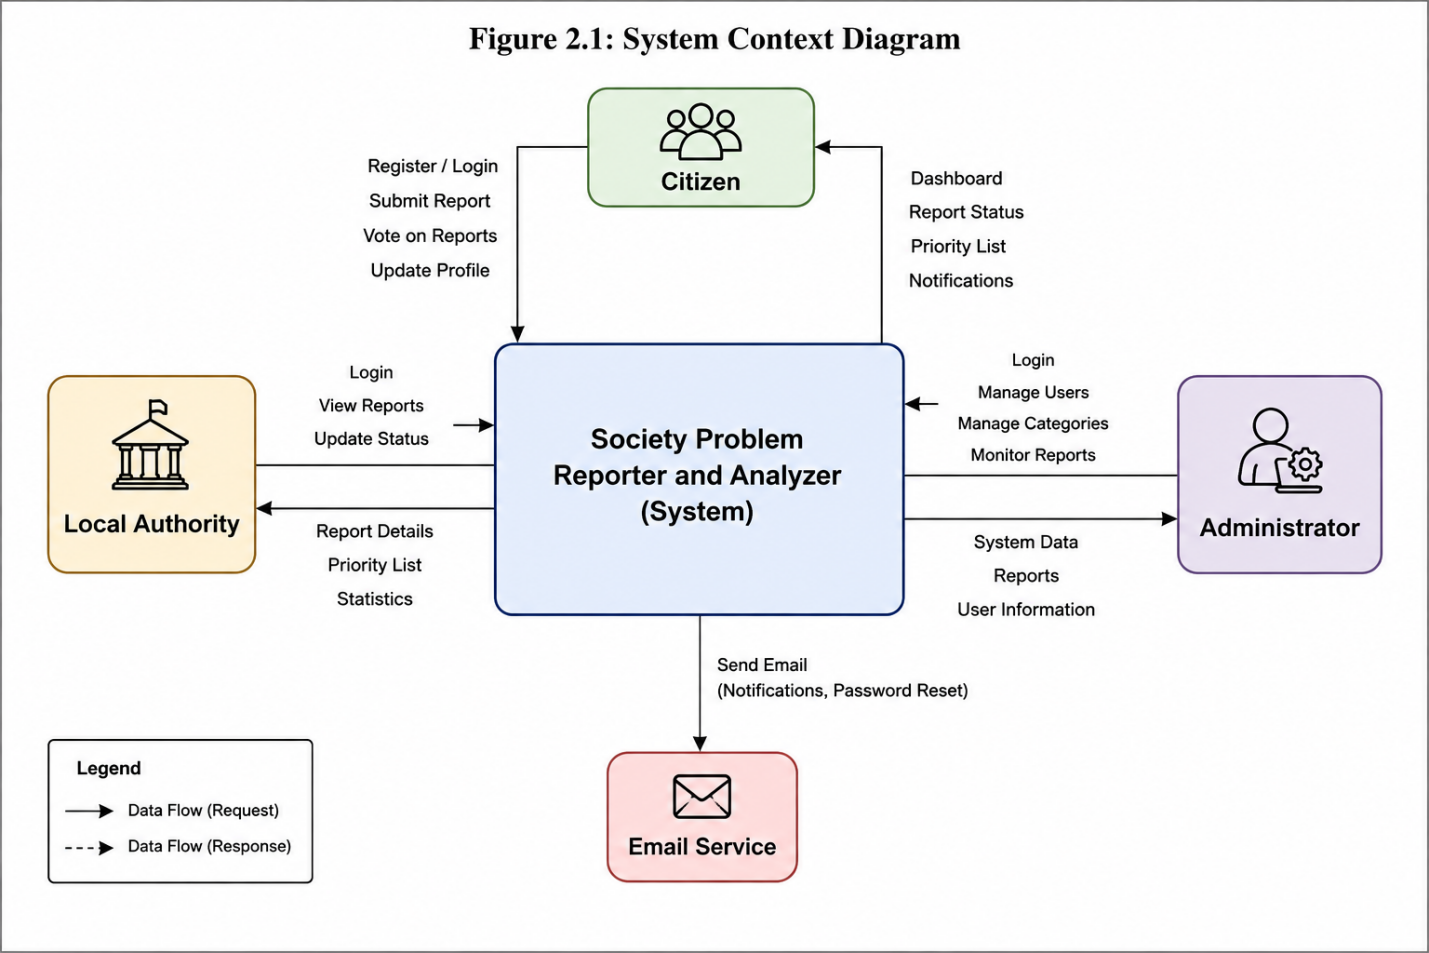 Figure 2.1: System Context Diagram
Citizen
Register / Login
Submit Report
Vote on Reports
Update Profile
Dashboard
Report Status
Priority List
Notifications
Login
View Reports
Update Status
Local Authority
Report Details
Priority List
Statistics
Society Problem
Reporter and Analyzer
(System)
Login
Manage Users
Manage Categories
Monitor Reports
Administrator
System Data
Reports
User Information
Send Email
(Notifications, Password Reset)
Email Service
Legend
Data Flow (Request)
Data Flow (Response)